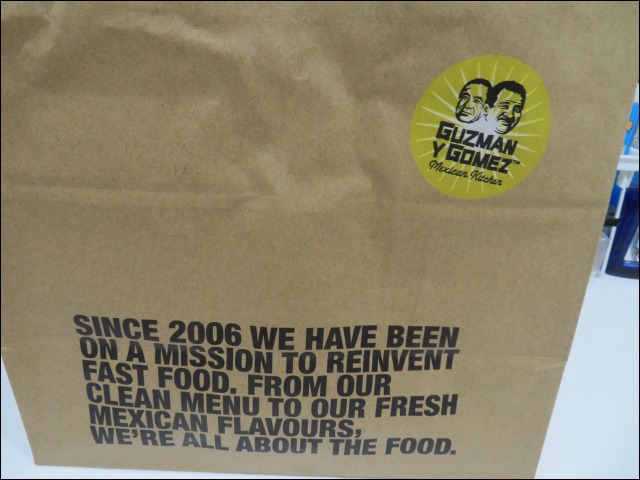 GUZMAN
Y GOMEZ™
Mexican Kitchen
SINCE 2006 WE HAVE BEEN
ON A MISSION TO REINVENT
FAST FOOD. FROM OUR
CLEAN MENU TO OUR FRESH
MEXICAN FLAVOURS,
WE'RE ALL ABOUT THE FOOD.